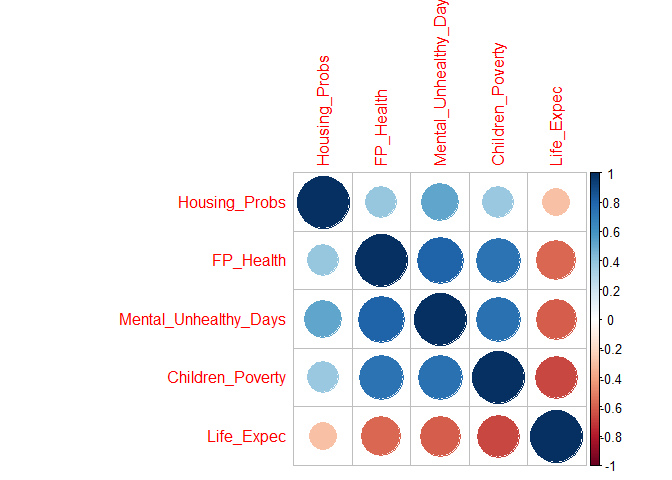 Housing_Probs
FP_Health
Mental_Unhealthy_Da
Children_Poverty
Life_Expec
Housing_Probs
FP_Health
Mental_Unhealthy_Days
Children_Poverty
Life_Expec
1
0.8
0.6
0.4
0.2
0
-0.2
-0.4
-0.6
-0.8
-1